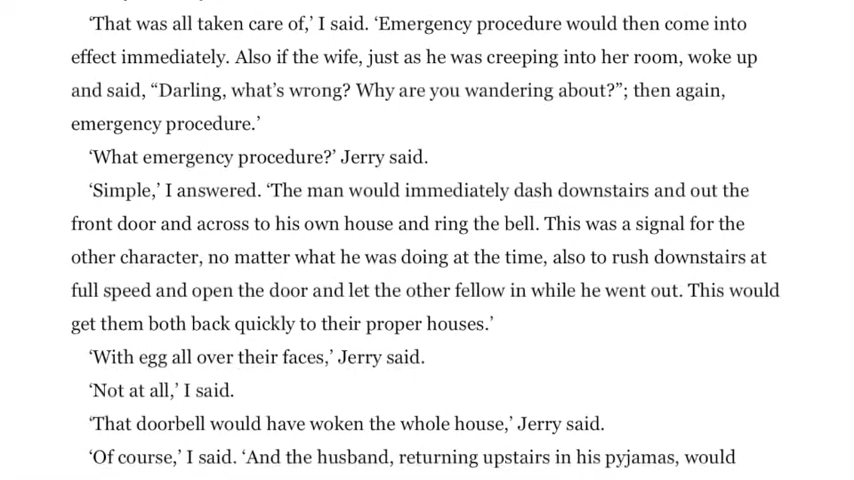 ‘That was all taken care of,’ I said. ‘Emergency procedure would then come into
effect immediately. Also if the wife, just as he was creeping into her room, woke up
and said, “Darling, what’s wrong? Why are you wandering about?”; then again,
emergency procedure.’
‘What emergency procedure?’ Jerry said.
‘Simple,’ I answered. ‘The man would immediately dash downstairs and out the
front door and across to his own house and ring the bell. This was a signal for the
other character, no matter what he was doing at the time, also to rush downstairs at
full speed and open the door and let the other fellow in while he went out. This would
get them both back quickly to their proper houses.’
‘With egg all over their faces,’ Jerry said.
‘Not at all,’ I said.
‘That doorbell would have woken the whole house,’ Jerry said.
‘Of course,’ I said. ‘And the husband, returning upstairs in his pyjamas, would